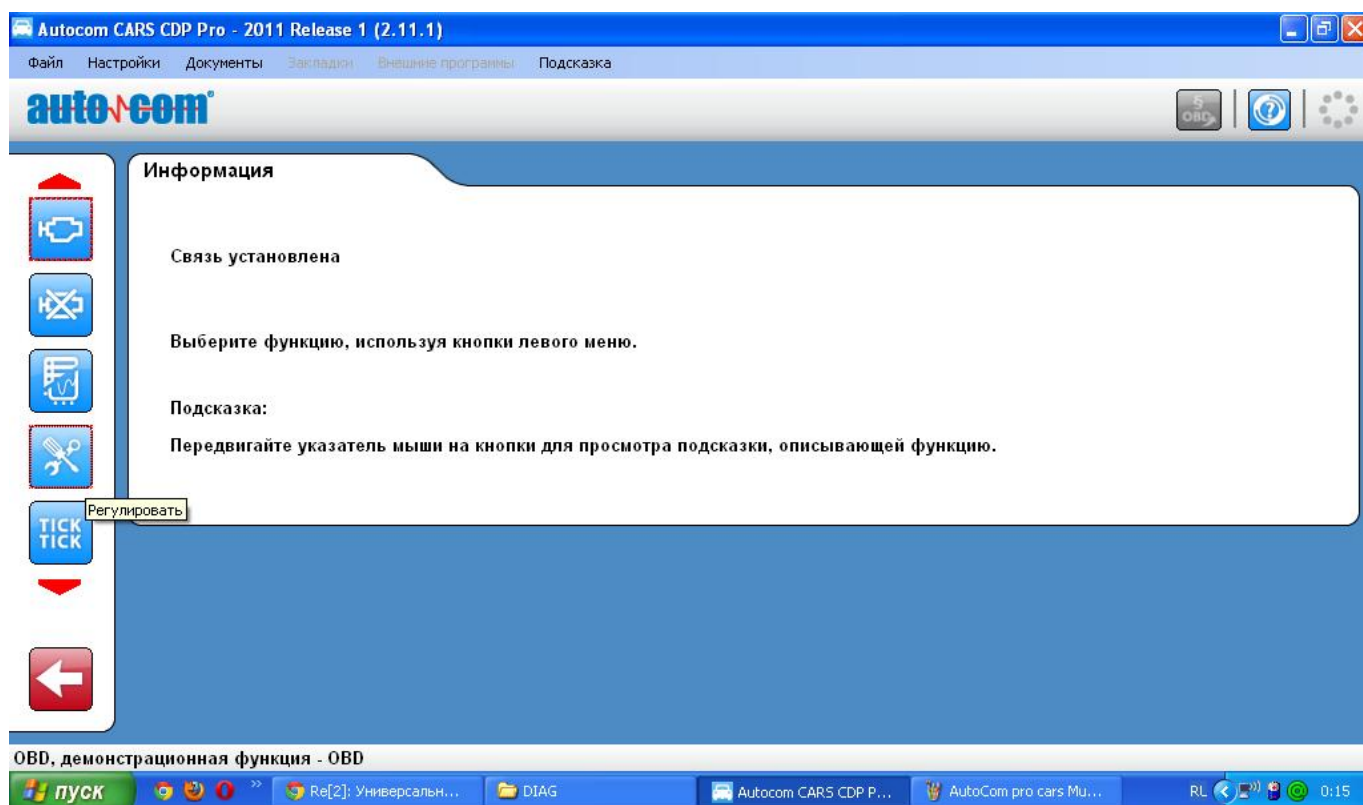 Autocom CARS CDP Pro - 2011 Release 1 (2.11.1)
Файл Настройки Документы Закладки Внешние программы Подсказка
auto com
§ OBD
Информация
Связь установлена
Выберите функцию, используя кнопки левого меню.
Подсказка:
Передвигайте указатель мыши на кнопки для просмотра подсказки, описывающей функцию.
Регулировать
TICK
TICK
OBD, демонстрационная функция - OBD
пуск Re[2]: Универсальн... DIAG Autocom CARS CDP P... AutoCom pro cars Mu... RL 0:15